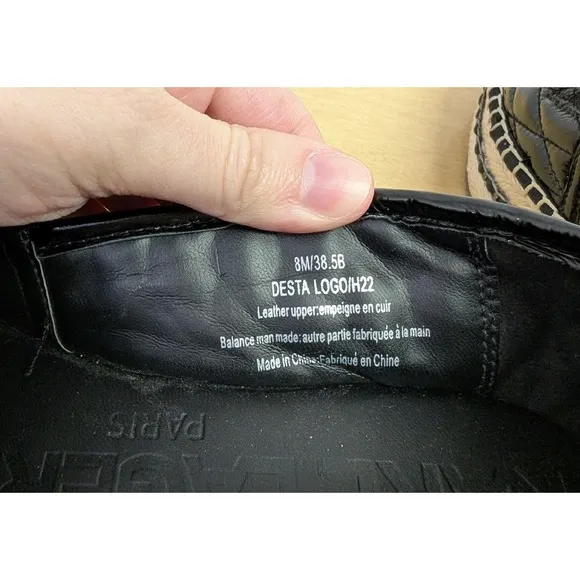 8M/38.5B
DESTA LOGO/H22
Leather upper:empeigne en cuir
Balance man made:autre partie fabriquée à la main
Made in China:Fabriqué en Chine
PARIS